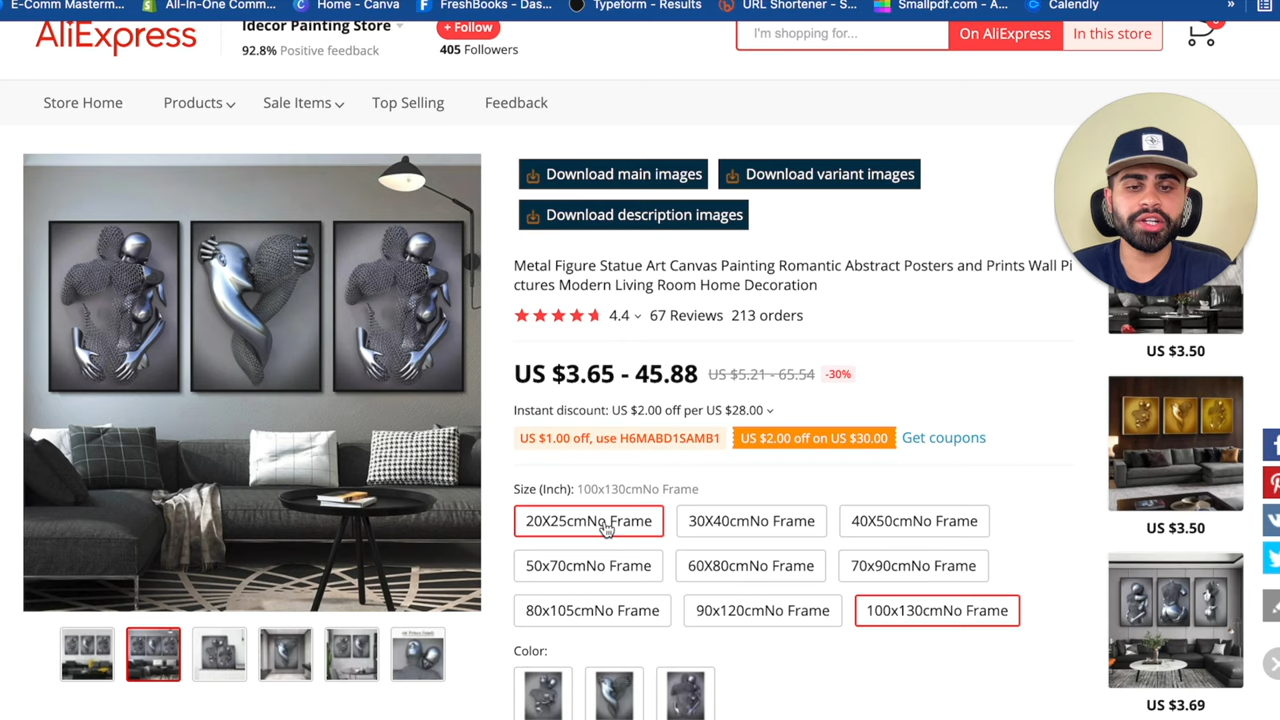 E-Comm Masterm...
All-In-One Comm...
Home - Canva
FreshBooks - Das...
Typeform - Results
URL Shortener - S...
Smallpdf.com - A...
Calendly
»
AliExpress
Idecor Painting Store
92.8% Positive feedback
+ Follow
405 Followers
I'm shopping for...
On AliExpress
In this store
Store Home
Products
Sale Items
Top Selling
Feedback
Download main images
Download variant images
Download description images
Metal Figure Statue Art Canvas Painting Romantic Abstract Posters and Prints Wall Pi
ctures Modern Living Room Home Decoration
4.4
67 Reviews
213 orders
US $3.65 - 45.88
US $5.21 - 65.54
-30%
Instant discount: US $2.00 off per US $28.00
US $1.00 off, use H6MABD1SAMB1
US $2.00 off on US $30.00
Get coupons
Size (Inch): 100x130cmNo Frame
20X25cmNo Frame
30X40cmNo Frame
40X50cmNo Frame
50x70cmNo Frame
60X80cmNo Frame
70x90cmNo Frame
80x105cmNo Frame
90x120cmNo Frame
100x130cmNo Frame
Color:
US $3.50
US $3.50
US $3.69